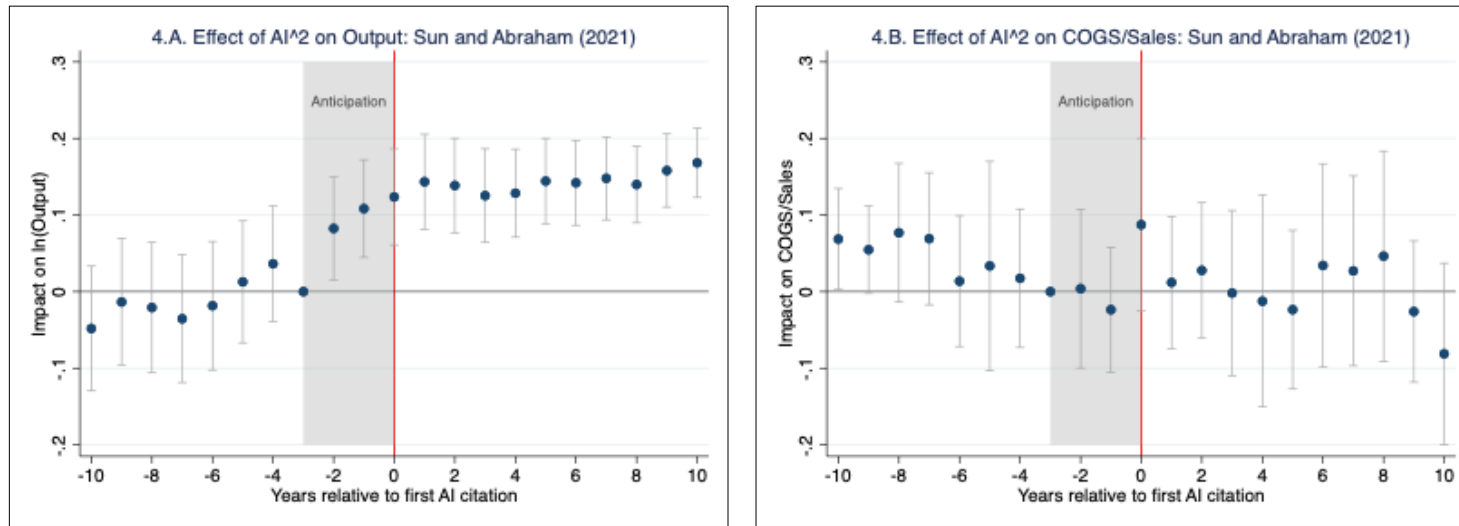 4.A. Effect of AI^2 on Output: Sun and Abraham (2021)
Impact on ln(Output)
.3
.2
.1
0
-.1
-.2
Anticipation
-10 -8 -6 -4 -2 0 2 4 6 8 10
Years relative to first AI citation
4.B. Effect of AI^2 on COGS/Sales: Sun and Abraham (2021)
Impact on COGS/Sales
.3
.2
.1
0
-.1
-.2
Anticipation
-10 -8 -6 -4 -2 0 2 4 6 8 10
Years relative to first AI citation